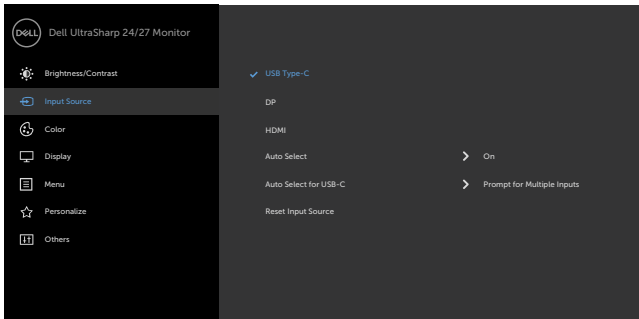 DELL
Dell UltraSharp 24/27 Monitor
Brightness/Contrast
Input Source
Color
Display
Menu
Personalize
Others
USB Type-C
DP
HDMI
Auto Select
On
Auto Select for USB-C
Prompt for Multiple Inputs
Reset Input Source